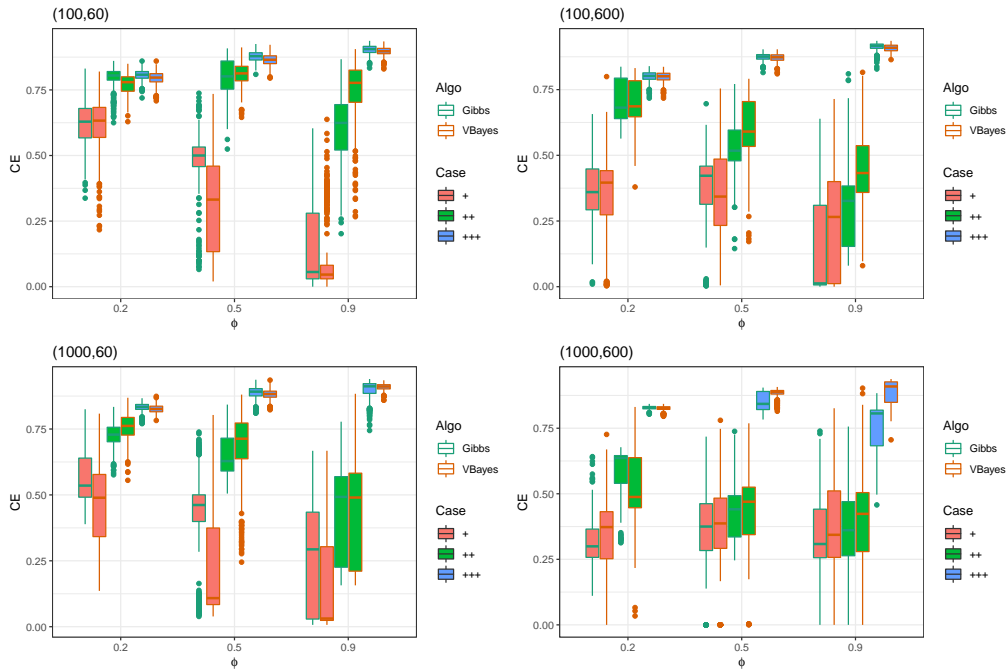 (100,60)
(100,600)
CE
0.75
0.50
0.25
0.00
0.2
0.5
0.9
ϕ
Algo
Gibbs
VBayes
Case
+
++
+++
CE
0.75
0.50
0.25
0.00
0.2
0.5
0.9
ϕ
Algo
Gibbs
VBayes
Case
+
++
+++
(1000,60)
(1000,600)
CE
0.75
0.50
0.25
0.00
0.2
0.5
0.9
ϕ
Algo
Gibbs
VBayes
Case
+
++
+++
CE
0.75
0.50
0.25
0.00
0.2
0.5
0.9
ϕ
Algo
Gibbs
VBayes
Case
+
++
+++